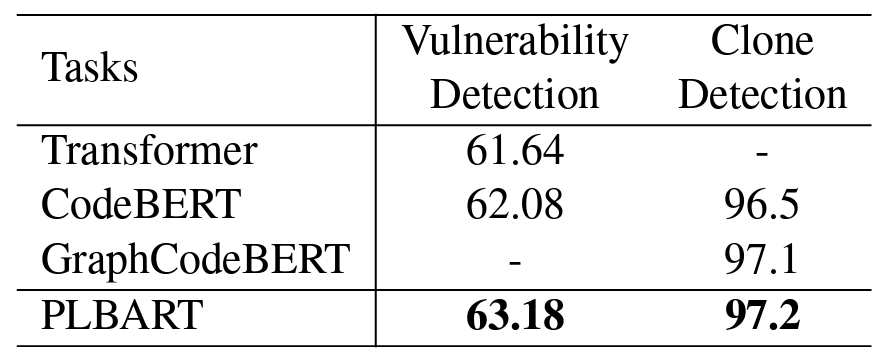 Tasks Vulnerability Detection Clone Detection
Transformer 61.64 -
CodeBERT 62.08 96.5
GraphCodeBERT - 97.1
PLBART 63.18 97.2